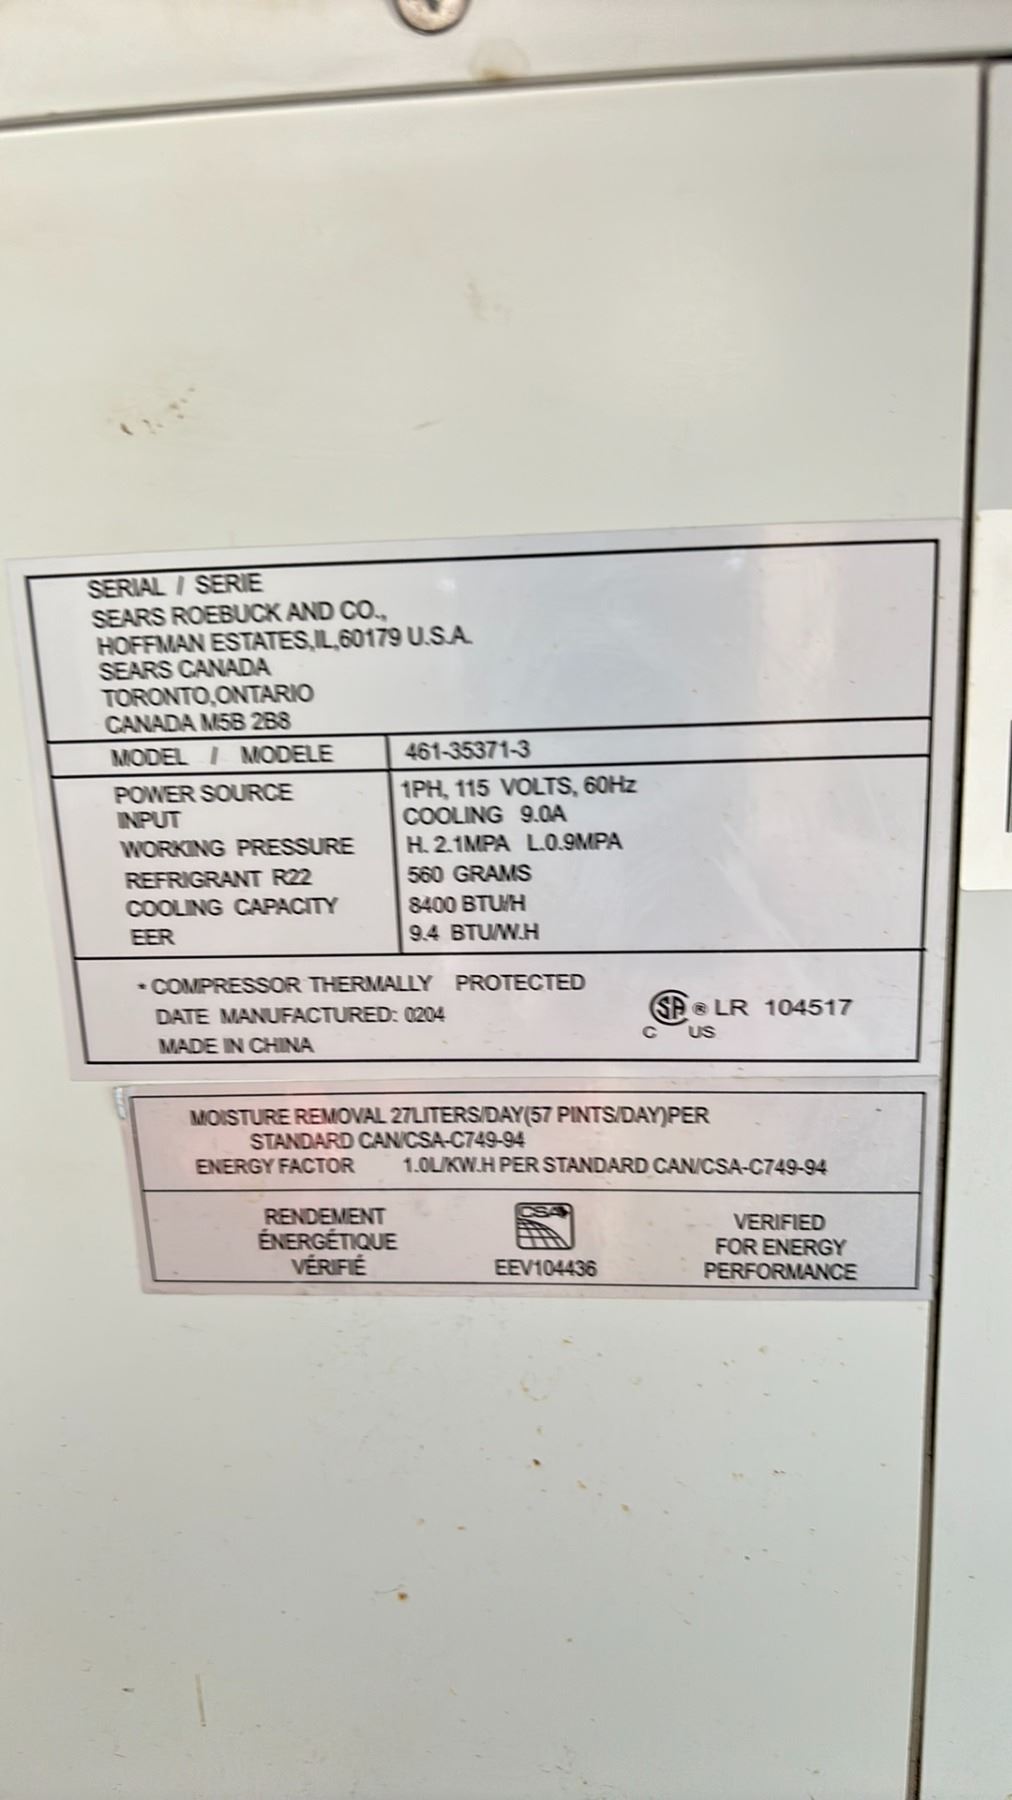 SERIAL / SERIE
SEARS ROEBUCK AND CO.,
HOFFMAN ESTATES,IL,60179 U.S.A.
SEARS CANADA
TORONTO,ONTARIO
CANADA M5B 2B8
MODEL / MODELE 461-35371-3
POWER SOURCE 1PH, 115 VOLTS, 60Hz
INPUT COOLING 9.0A
WORKING PRESSURE H. 2.1MPA L.0.9MPA
REFRIGRANT R22 560 GRAMS
COOLING CAPACITY 8400 BTU/H
EER 9.4 BTU/W.H
* COMPRESSOR THERMALLY PROTECTED
DATE MANUFACTURED: 0204
MADE IN CHINA
SA ® LR 104517
C US
MOISTURE REMOVAL 27LITERS/DAY(57 PINTS/DAY)PER
STANDARD CAN/CSA-C749-94
ENERGY FACTOR 1.0L/KW.H PER STANDARD CAN/CSA-C749-94
RENDEMENT
ÉNERGÉTIQUE
VÉRIFIÉ
CSA
EEV104436
VERIFIED
FOR ENERGY
PERFORMANCE